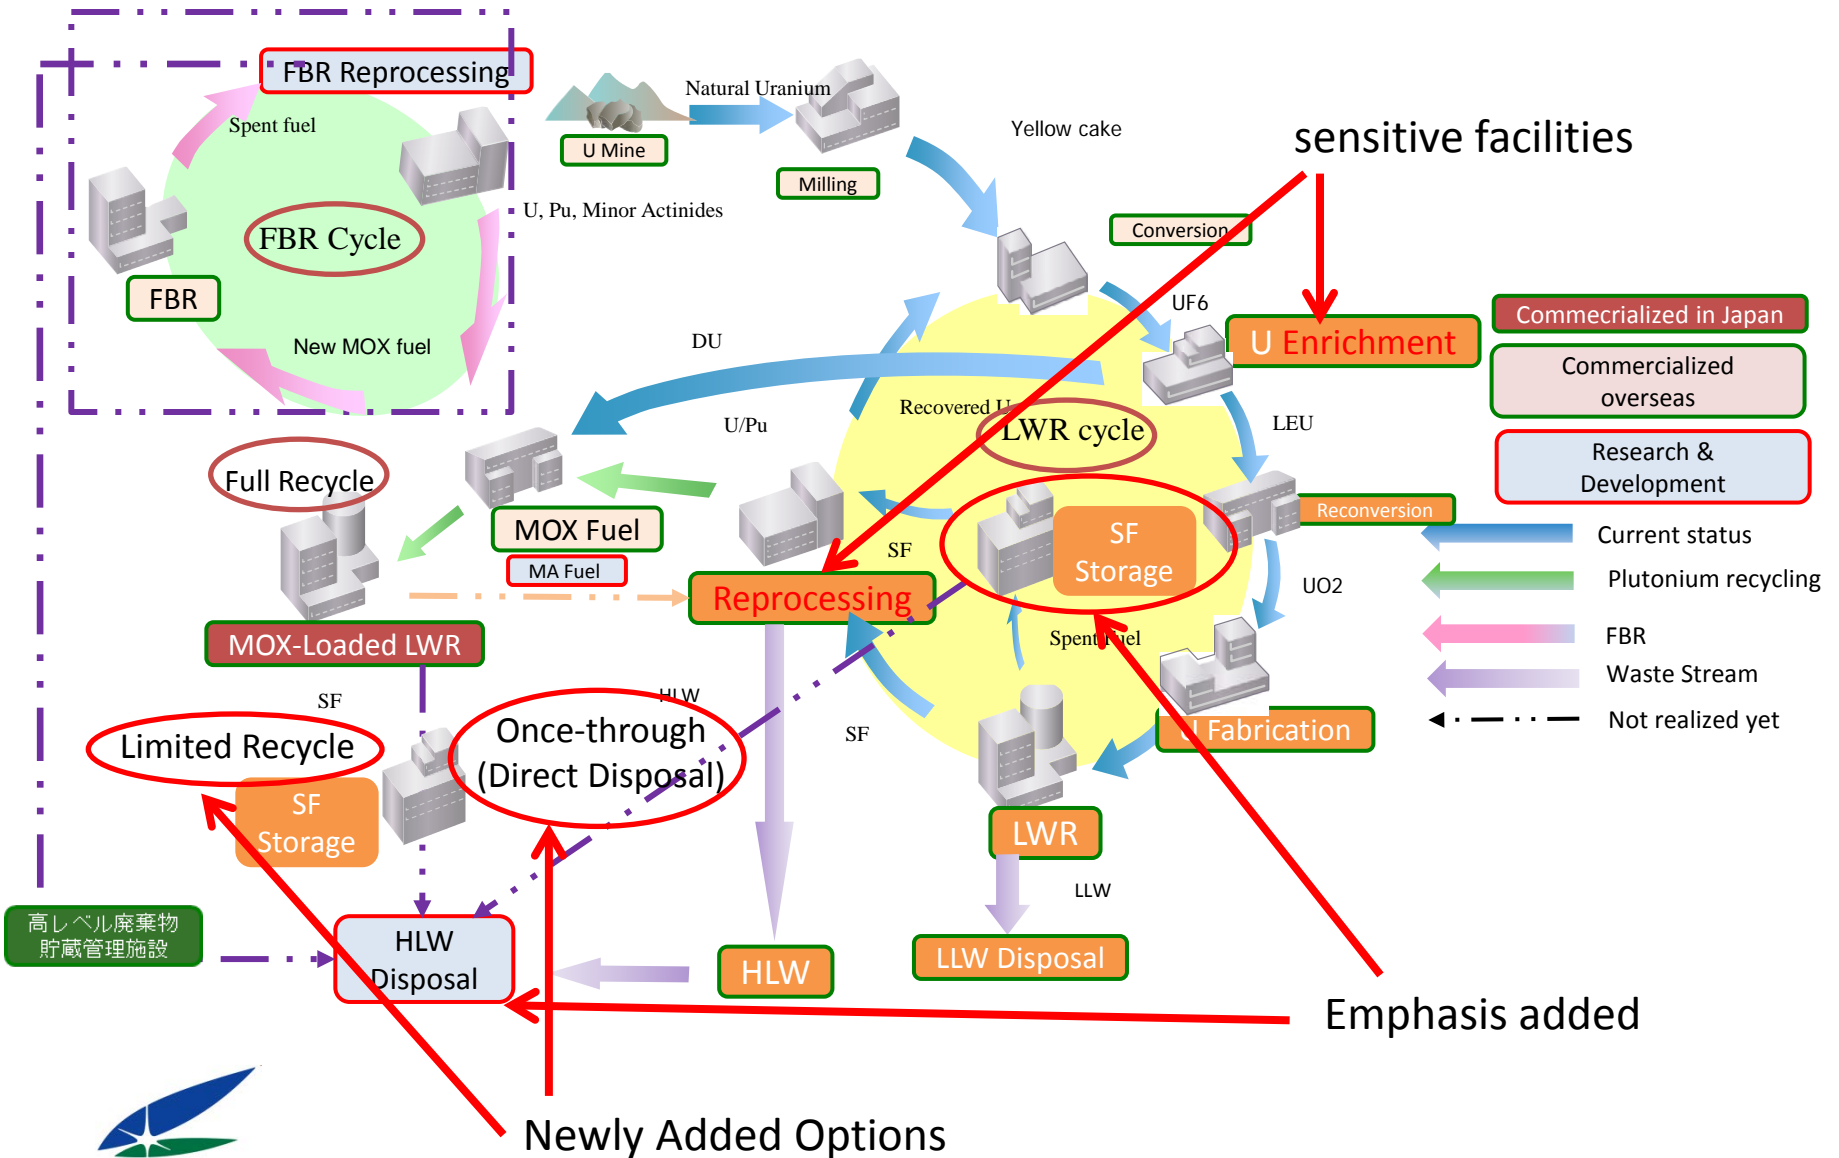 FBR Reprocessing
Spent fuel
FBR Cycle
FBR
New MOX fuel
U, Pu, Minor Actinides
U Mine
Natural Uranium
Milling
Yellow cake
sensitive facilities
Conversion
UF6
U Enrichment
Commecrialized in Japan
Commercialized
overseas
Research &
Development
Current status
Plutonium recycling
FBR
Waste Stream
Not realized yet
DU
U/Pu
Recovered U
LWR cycle
LEU
Reconversion
UO2
Full Recycle
MOX Fuel
MA Fuel
SF
SF
Storage
Reprocessing
MOX-Loaded LWR
Spent Fuel
U Fabrication
SF
HLW
SF
Limited Recycle
Once-through
(Direct Disposal)
SF
Storage
LWR
LLW
高レベル廃棄物
貯蔵管理施設
HLW
Disposal
HLW
LLW Disposal
Emphasis added
Newly Added Options